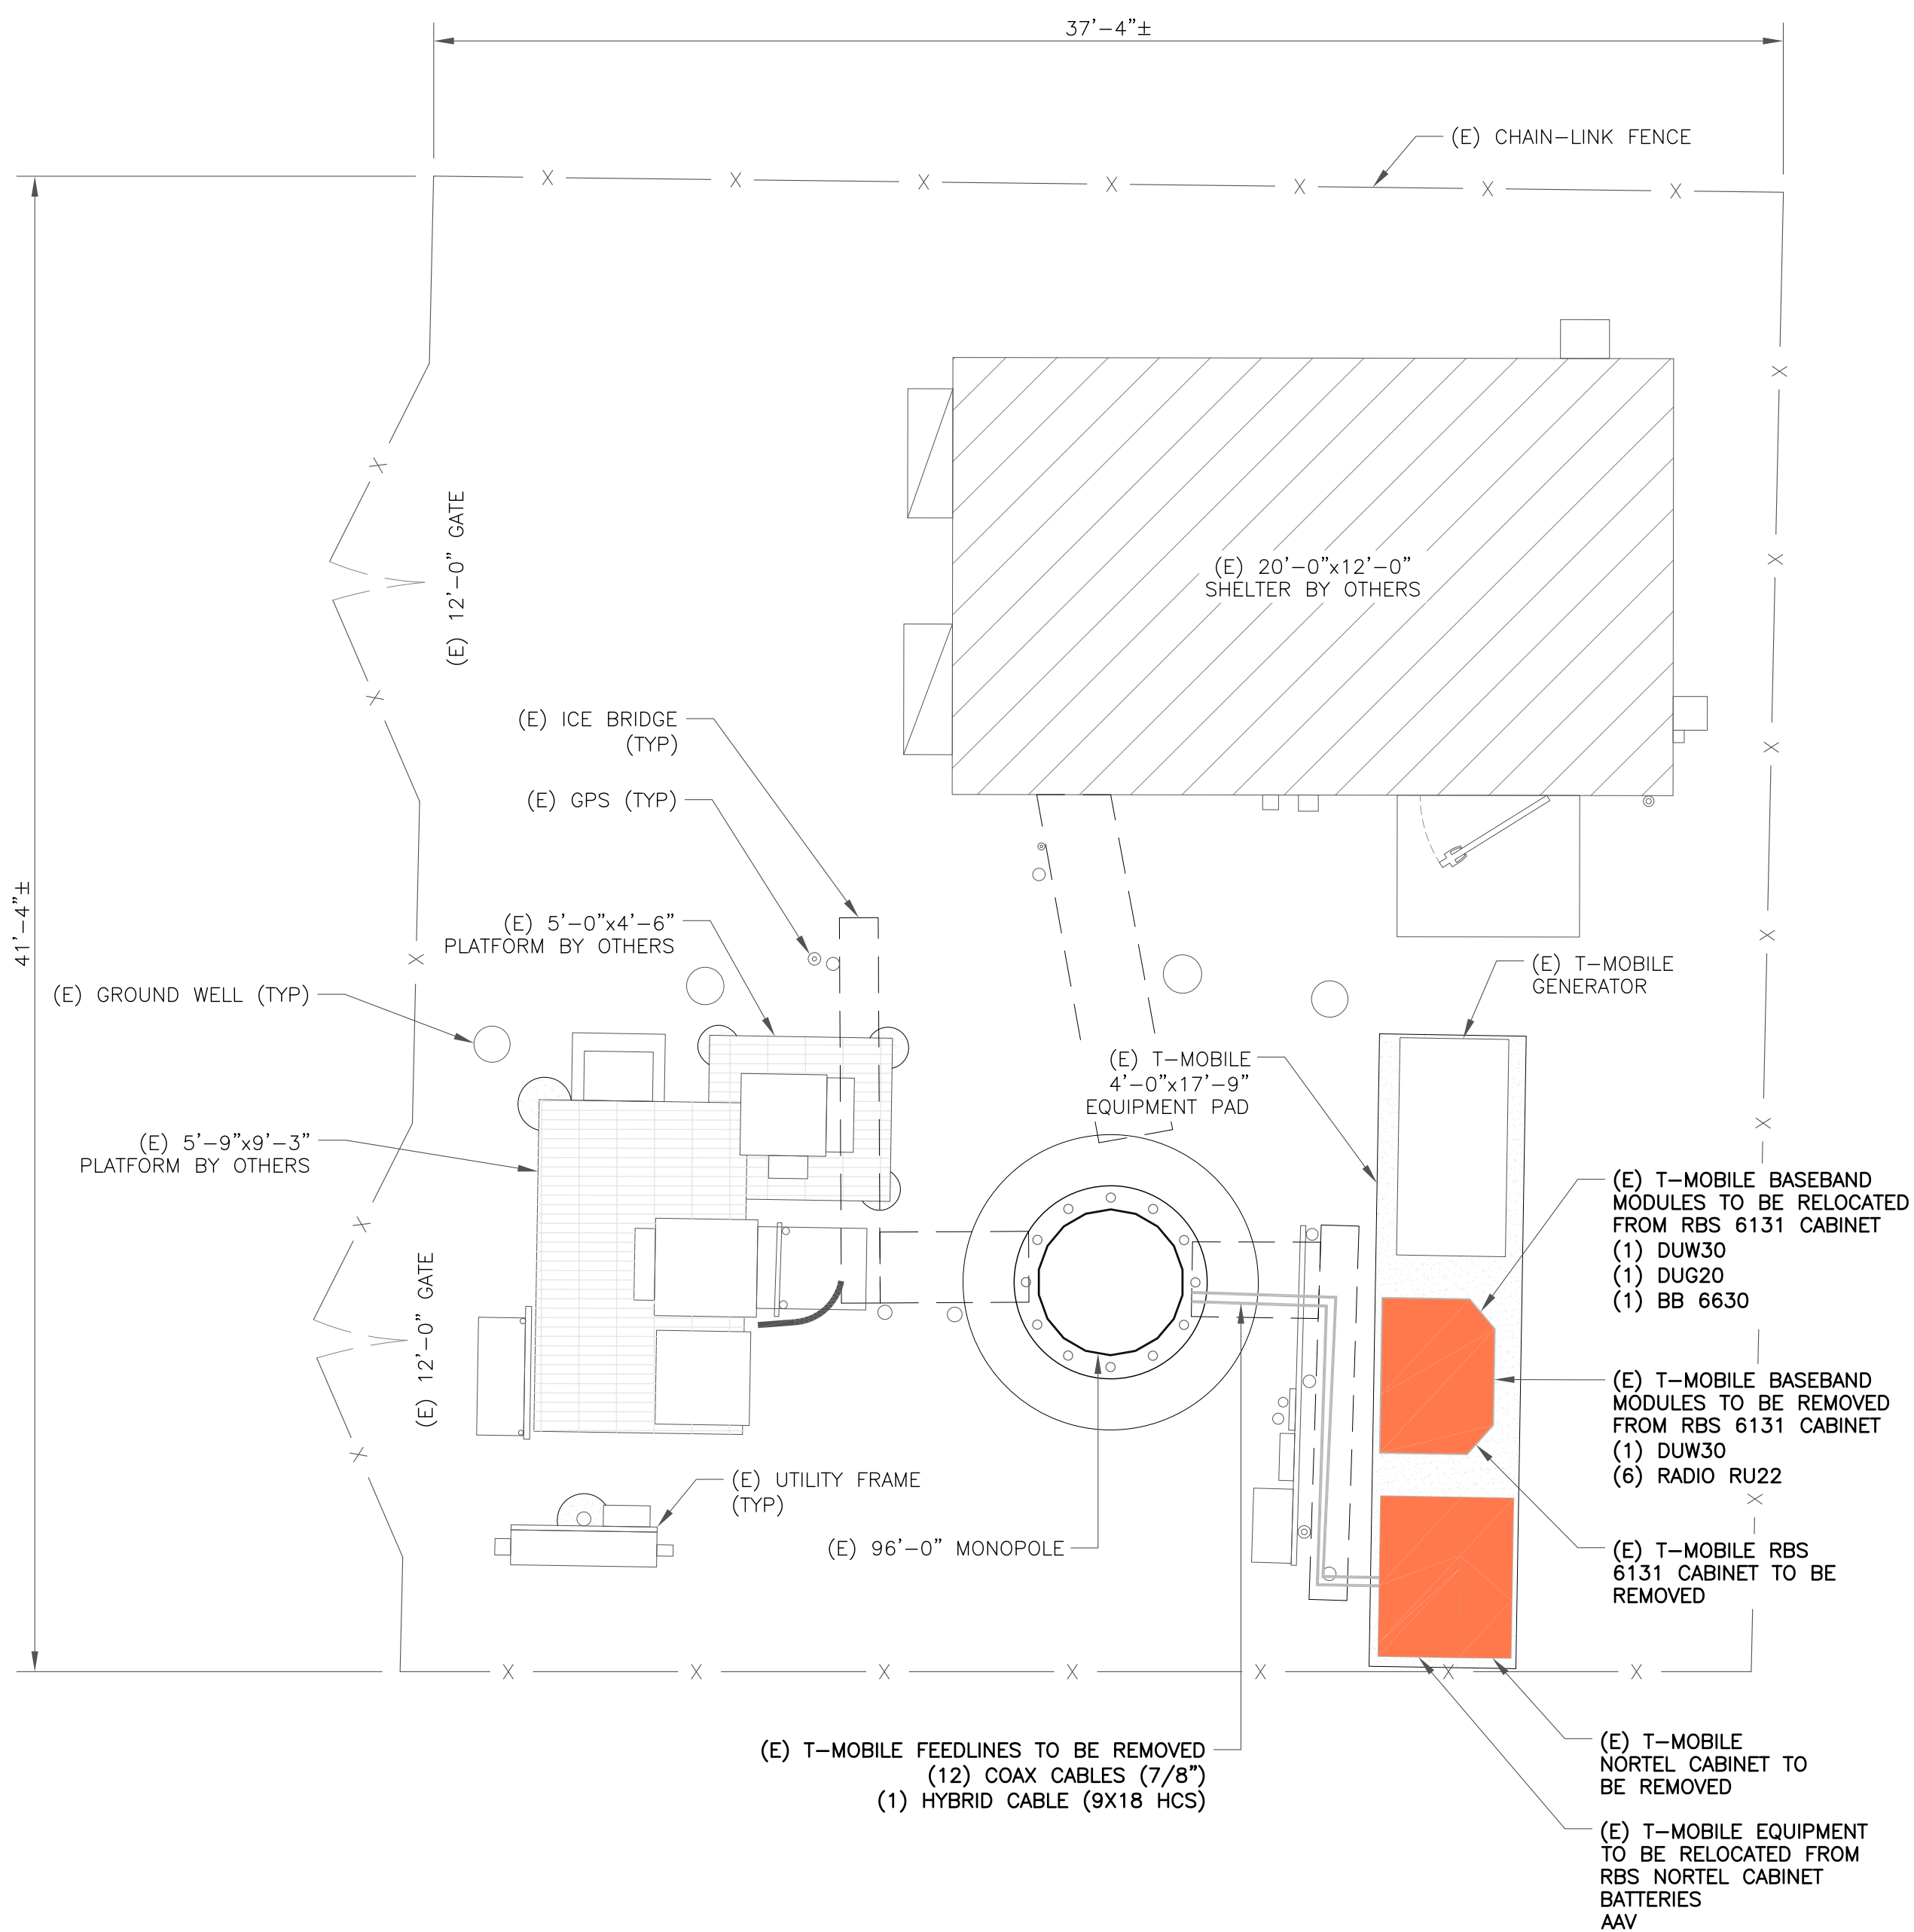 37'-4"±
(E) CHAIN-LINK FENCE
(E) 12'-0" GATE
(E) 20'-0"x12'-0"
SHELTER BY OTHERS
(E) ICE BRIDGE
(TYP)
(E) GPS (TYP)
41'-4"±
(E) 5'-0"x4'-6"
PLATFORM BY OTHERS
(E) GROUND WELL (TYP)
(E) T-MOBILE
GENERATOR
(E) T-MOBILE
4'-0"x17'-9"
EQUIPMENT PAD
(E) 5'-9"x9'-3"
PLATFORM BY OTHERS
(E) T-MOBILE BASEBAND
MODULES TO BE RELOCATED
FROM RBS 6131 CABINET
(1) DUW30
(1) DUG20
(1) BB 6630
(E) 12'-0" GATE
(E) T-MOBILE BASEBAND
MODULES TO BE REMOVED
FROM RBS 6131 CABINET
(1) DUW30
(6) RADIO RU22
(E) UTILITY FRAME
(TYP)
(E) 96'-0" MONOPOLE
(E) T-MOBILE RBS
6131 CABINET TO BE
REMOVED
(E) T-MOBILE FEEDLINES TO BE REMOVED
(12) COAX CABLES (7/8")
(1) HYBRID CABLE (9X18 HCS)
(E) T-MOBILE
NORTEL CABINET TO
BE REMOVED
(E) T-MOBILE EQUIPMENT
TO BE RELOCATED FROM
RBS NORTEL CABINET
BATTERIES
AAV